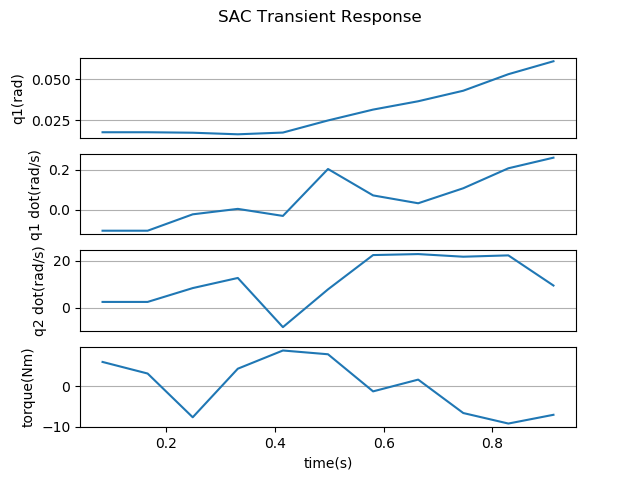 SAC Transient Response
q1(rad)
0.050
0.025
q1 dot(rad/s)
0.2
0.0
q2 dot(rad/s)
20
0
torque(Nm)
0
−10
0.2 0.4 0.6 0.8
time(s)